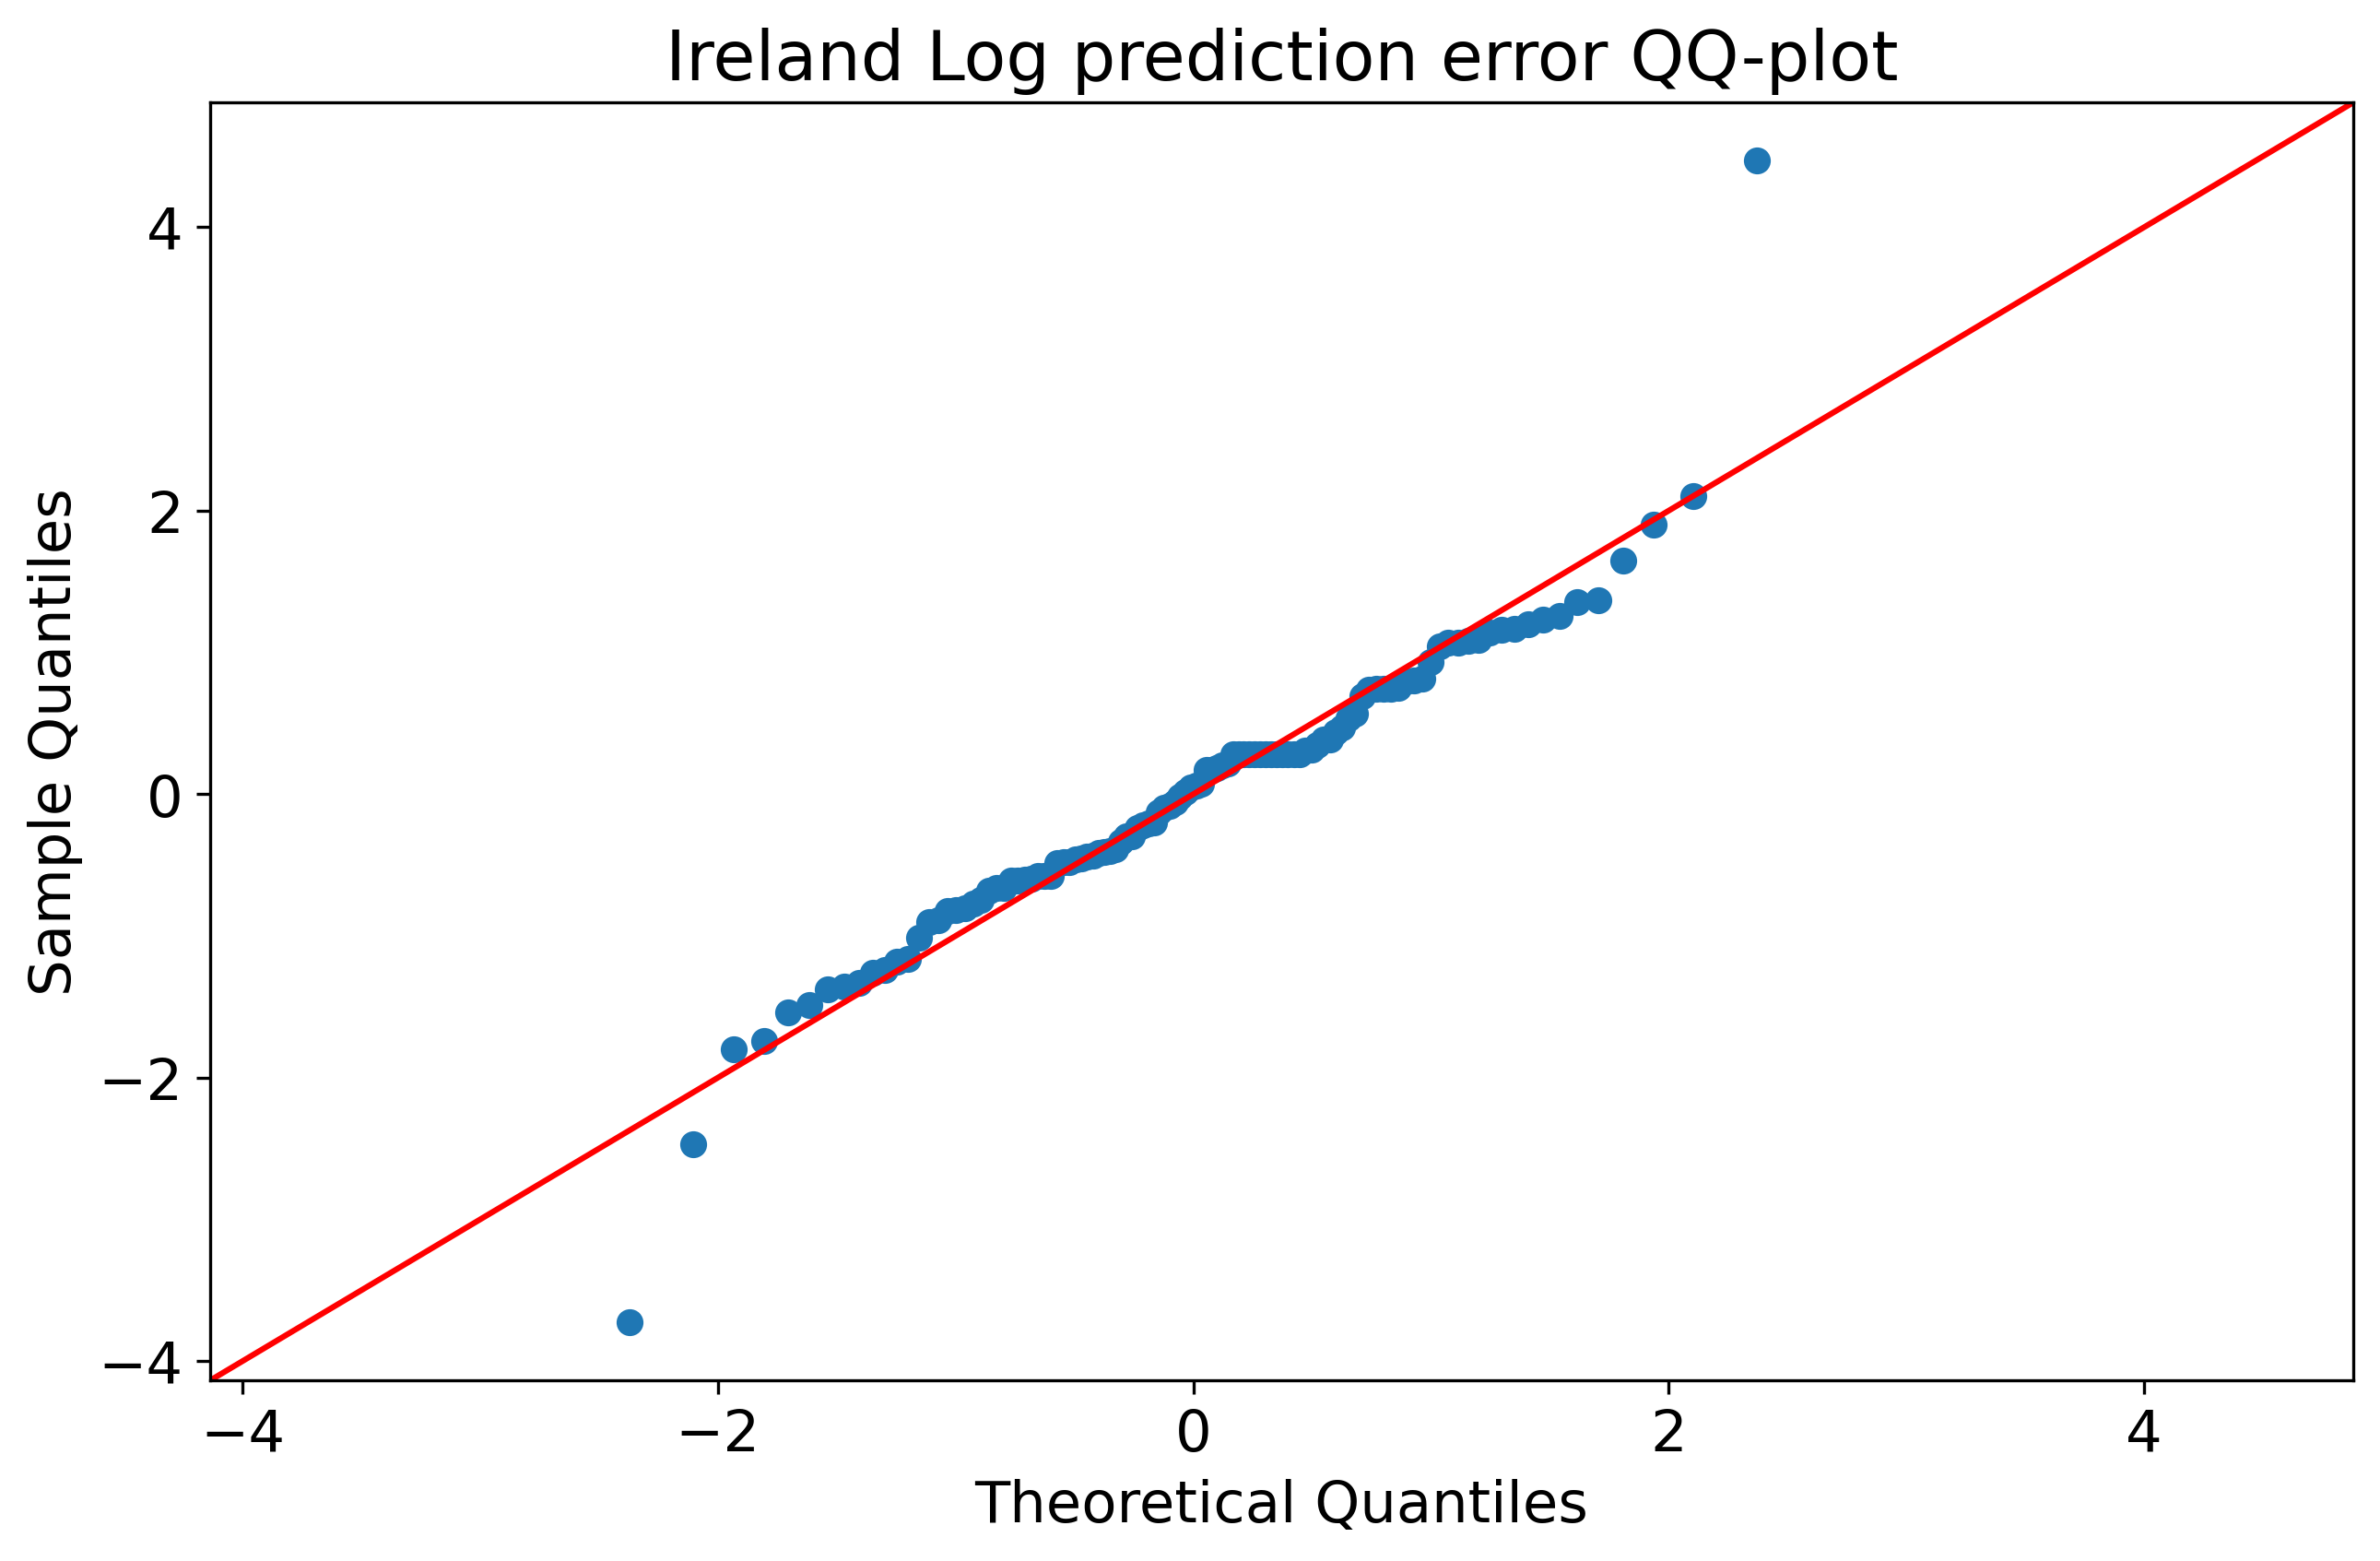 Ireland Log prediction error QQ-plot
4
2
0
−2
−4
Sample Quantiles
−4 −2 0 2 4
Theoretical Quantiles